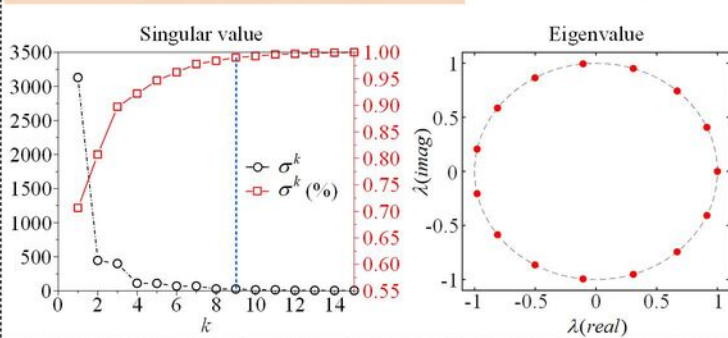 Singular value
3500
3000
2500
2000
1500
1000
500
0
1.00
0.95
0.90
0.85
0.80
0.75
0.70
0.65
0.60
0.55
σ^k
σ^k (%)
0 2 4 6 8 10 12 14
k
Eigenvalue
1
0.5
0
-0.5
-1
λ(imag)
-1 -0.5 0 0.5 1
λ(real)